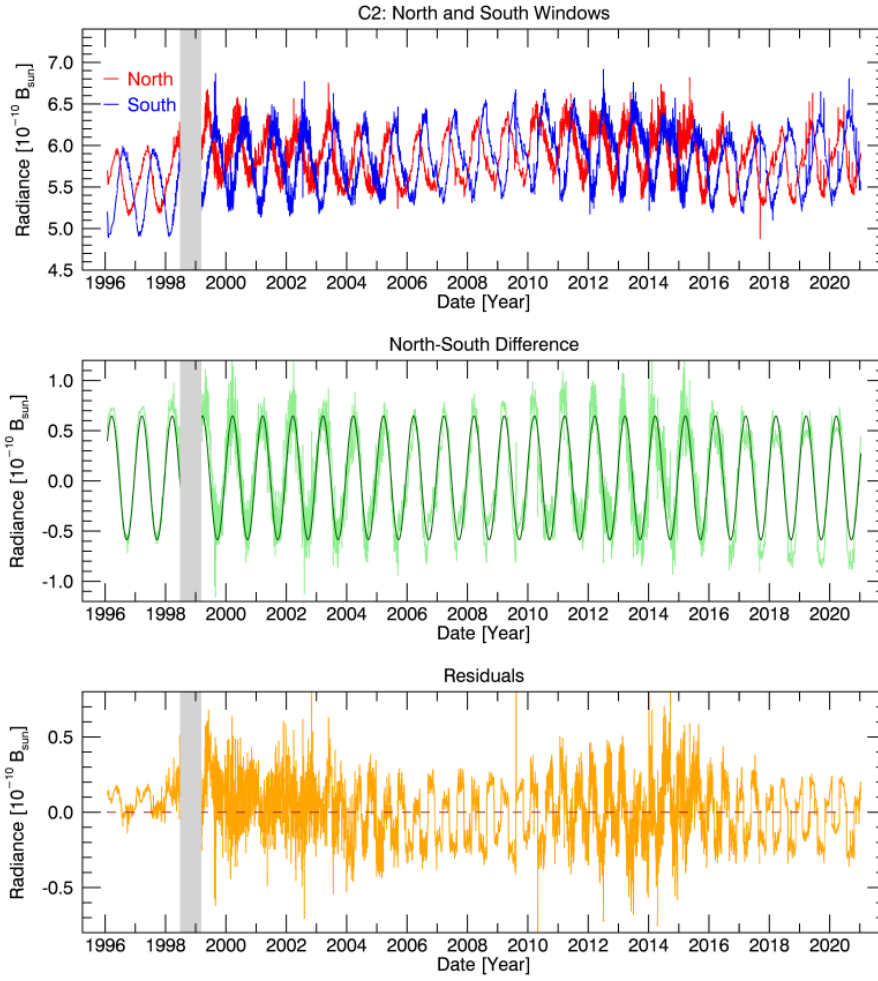 C2: North and South Windows
Radiance [10⁻¹⁰ Bsun]
7.0
6.5
6.0
5.5
5.0
4.5
North
South
1996 1998 2000 2002 2004 2006 2008 2010 2012 2014 2016 2018 2020
Date [Year]
North-South Difference
Radiance [10⁻¹⁰ Bsun]
1.0
0.5
0.0
-0.5
-1.0
1996 1998 2000 2002 2004 2006 2008 2010 2012 2014 2016 2018 2020
Date [Year]
Residuals
Radiance [10⁻¹⁰ Bsun]
0.5
0.0
-0.5
1996 1998 2000 2002 2004 2006 2008 2010 2012 2014 2016 2018 2020
Date [Year]